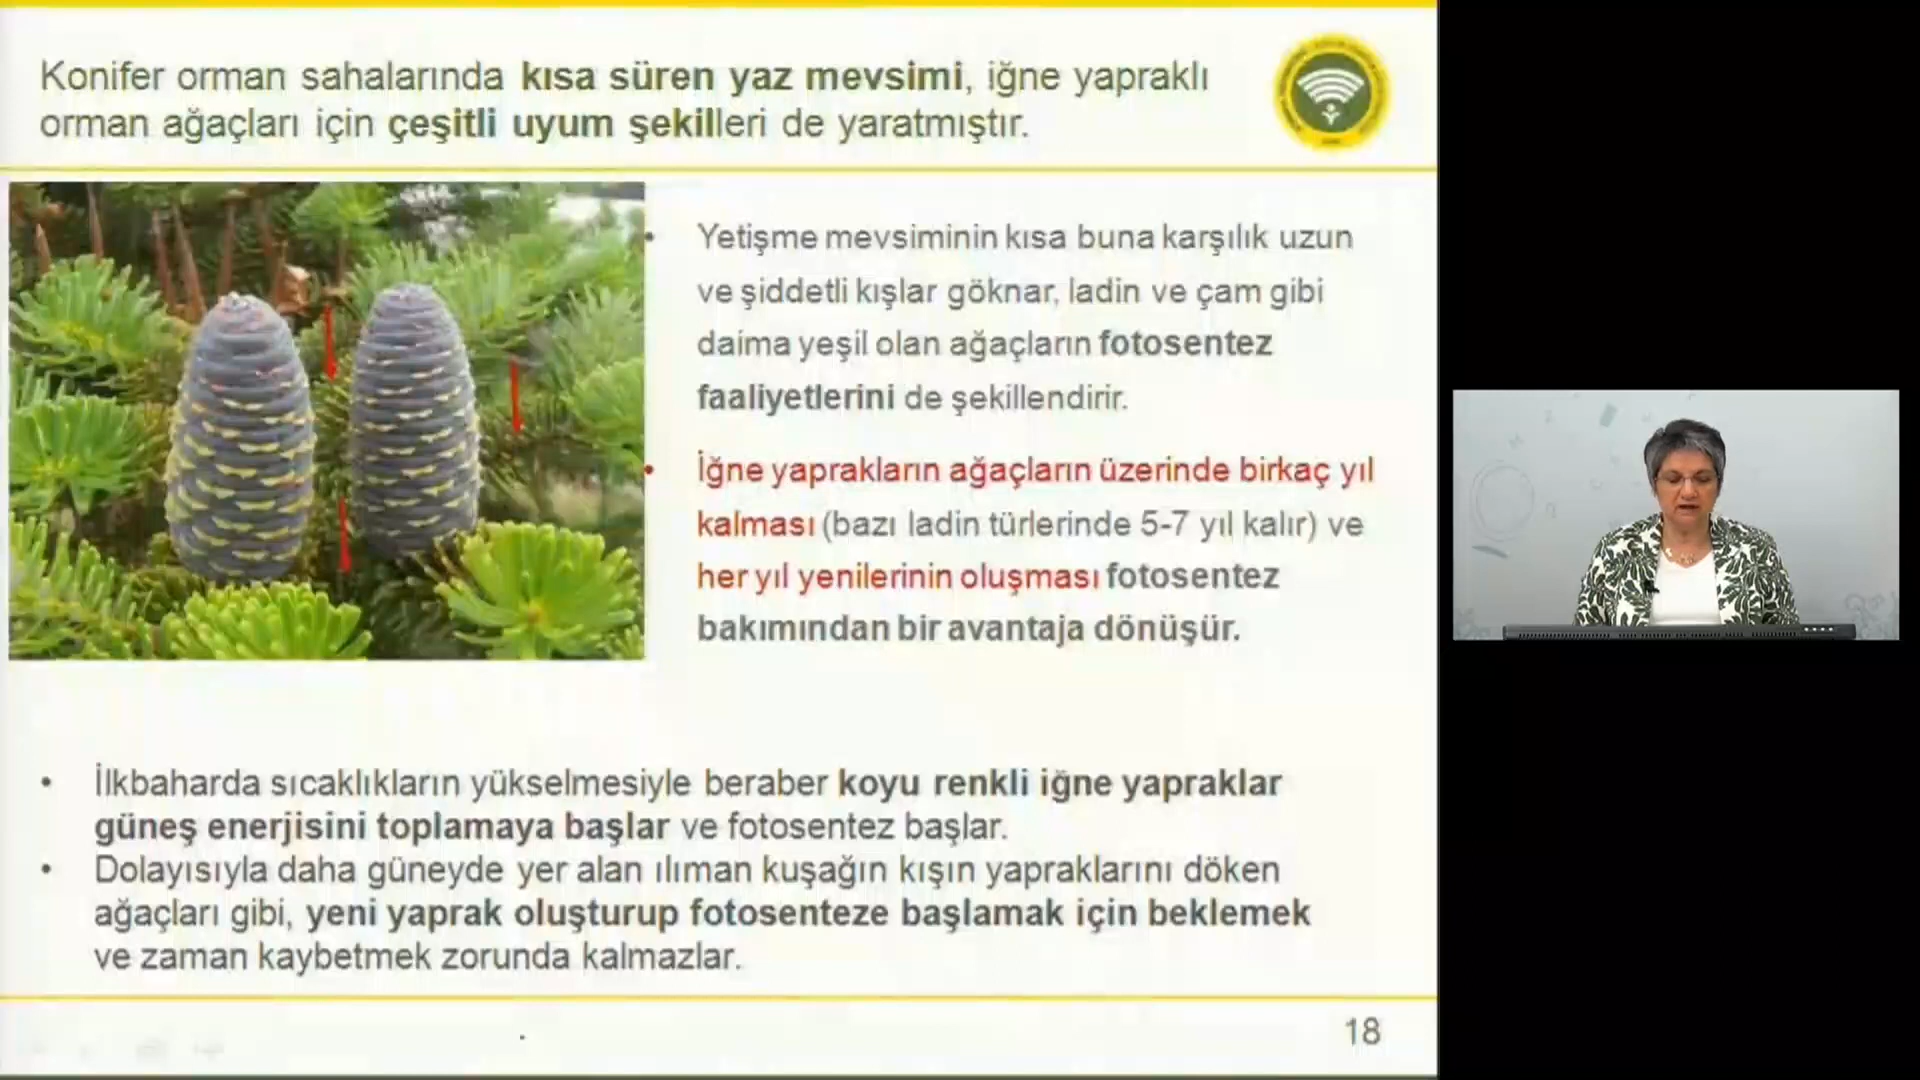 Konifer orman sahalarında kısa süren yaz mevsimi, iğne yapraklı
orman ağaçları için çeşitli uyum şekilleri de yaratmıştır.
• Yetişme mevsiminin kısa buna karşılık uzun
ve şiddetli kışlar göknar, ladin ve çam gibi
daima yeşil olan ağaçların fotosentez
faaliyetlerini de şekillendirir.
• İğne yaprakların ağaçların üzerinde birkaç yıl
kalması (bazı ladin türlerinde 5-7 yıl kalır) ve
her yıl yenilerinin oluşması fotosentez
bakımından bir avantaja dönüşür.
• İlkbaharda sıcaklıkların yükselmesiyle beraber koyu renkli iğne yapraklar
güneş enerjisini toplamaya başlar ve fotosentez başlar.
• Dolayısıyla daha güneyde yer alan ılıman kuşağın kışın yapraklarını döken
ağaçları gibi, yeni yaprak oluşturup fotosenteze başlamak için beklemek
ve zaman kaybetmek zorunda kalmazlar.
18